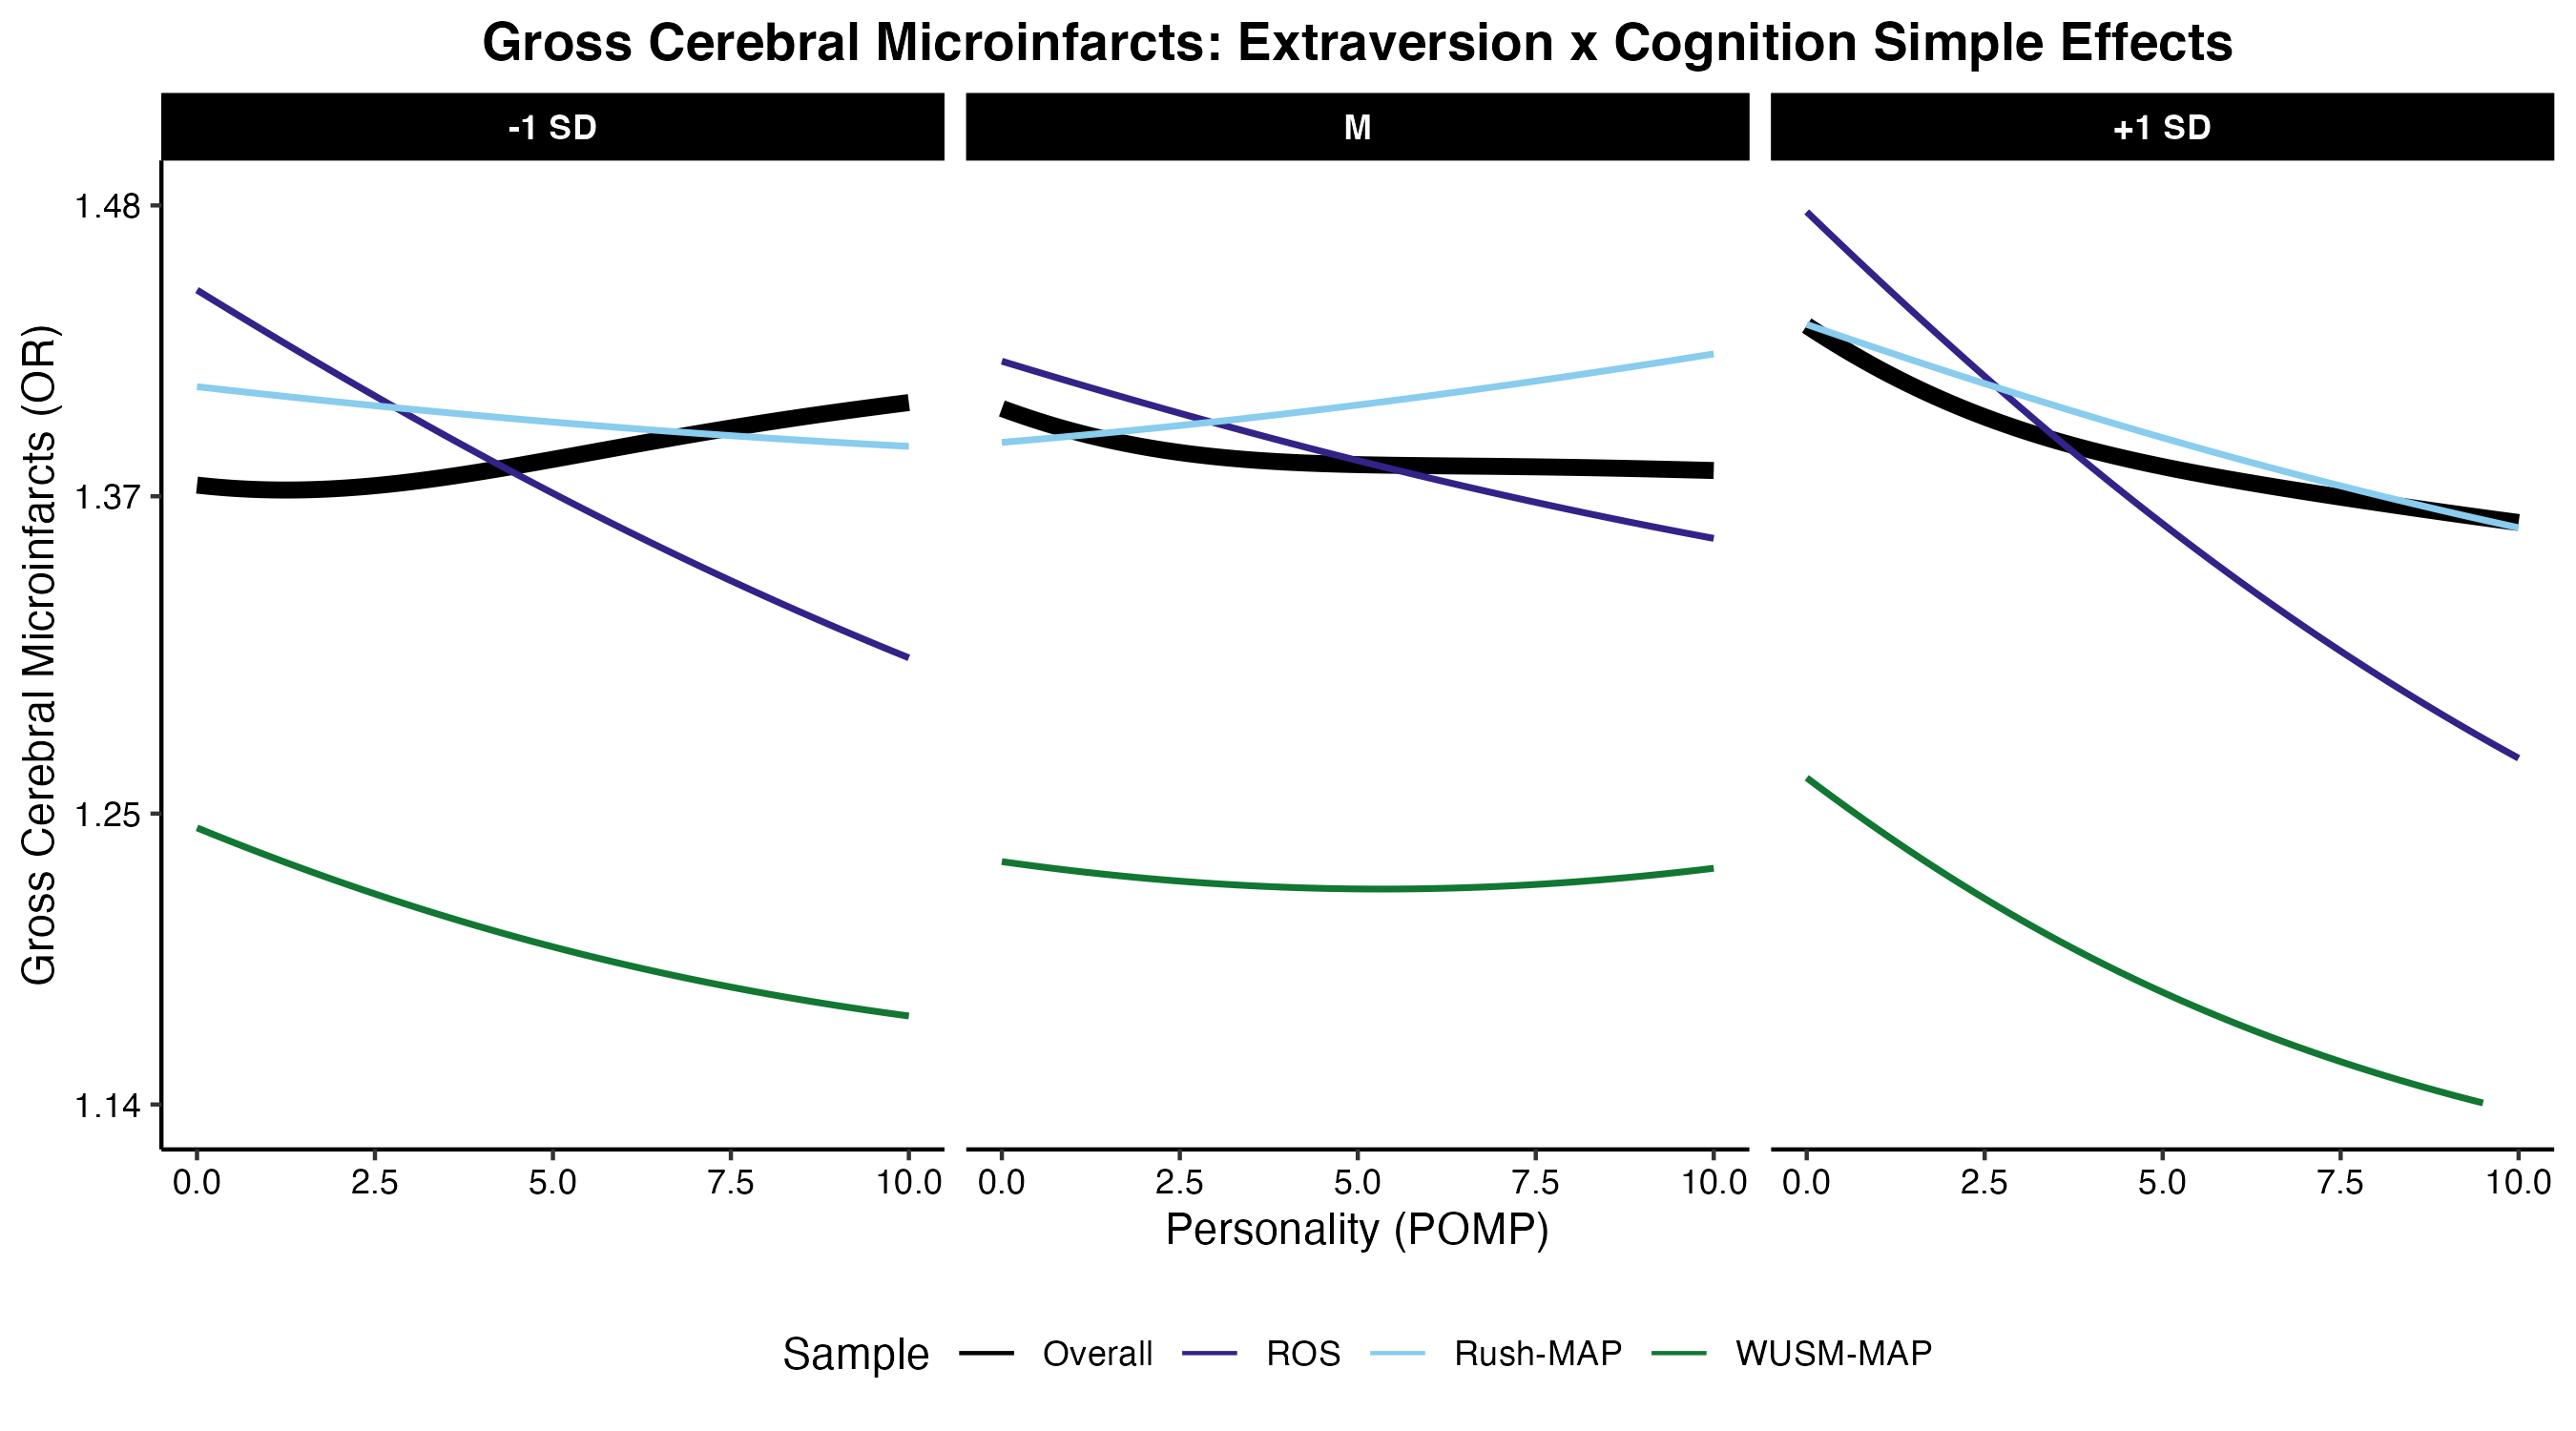 Gross Cerebral Microinfarcts: Extraversion x Cognition Simple Effects
-1 SD
M
+1 SD
Gross Cerebral Microinfarcts (OR)
1.48
1.37
1.25
1.14
0.0 2.5 5.0 7.5 10.0 0.0 2.5 5.0 7.5 10.0 0.0 2.5 5.0 7.5 10.0
Personality (POMP)
Sample Overall ROS Rush-MAP WUSM-MAP